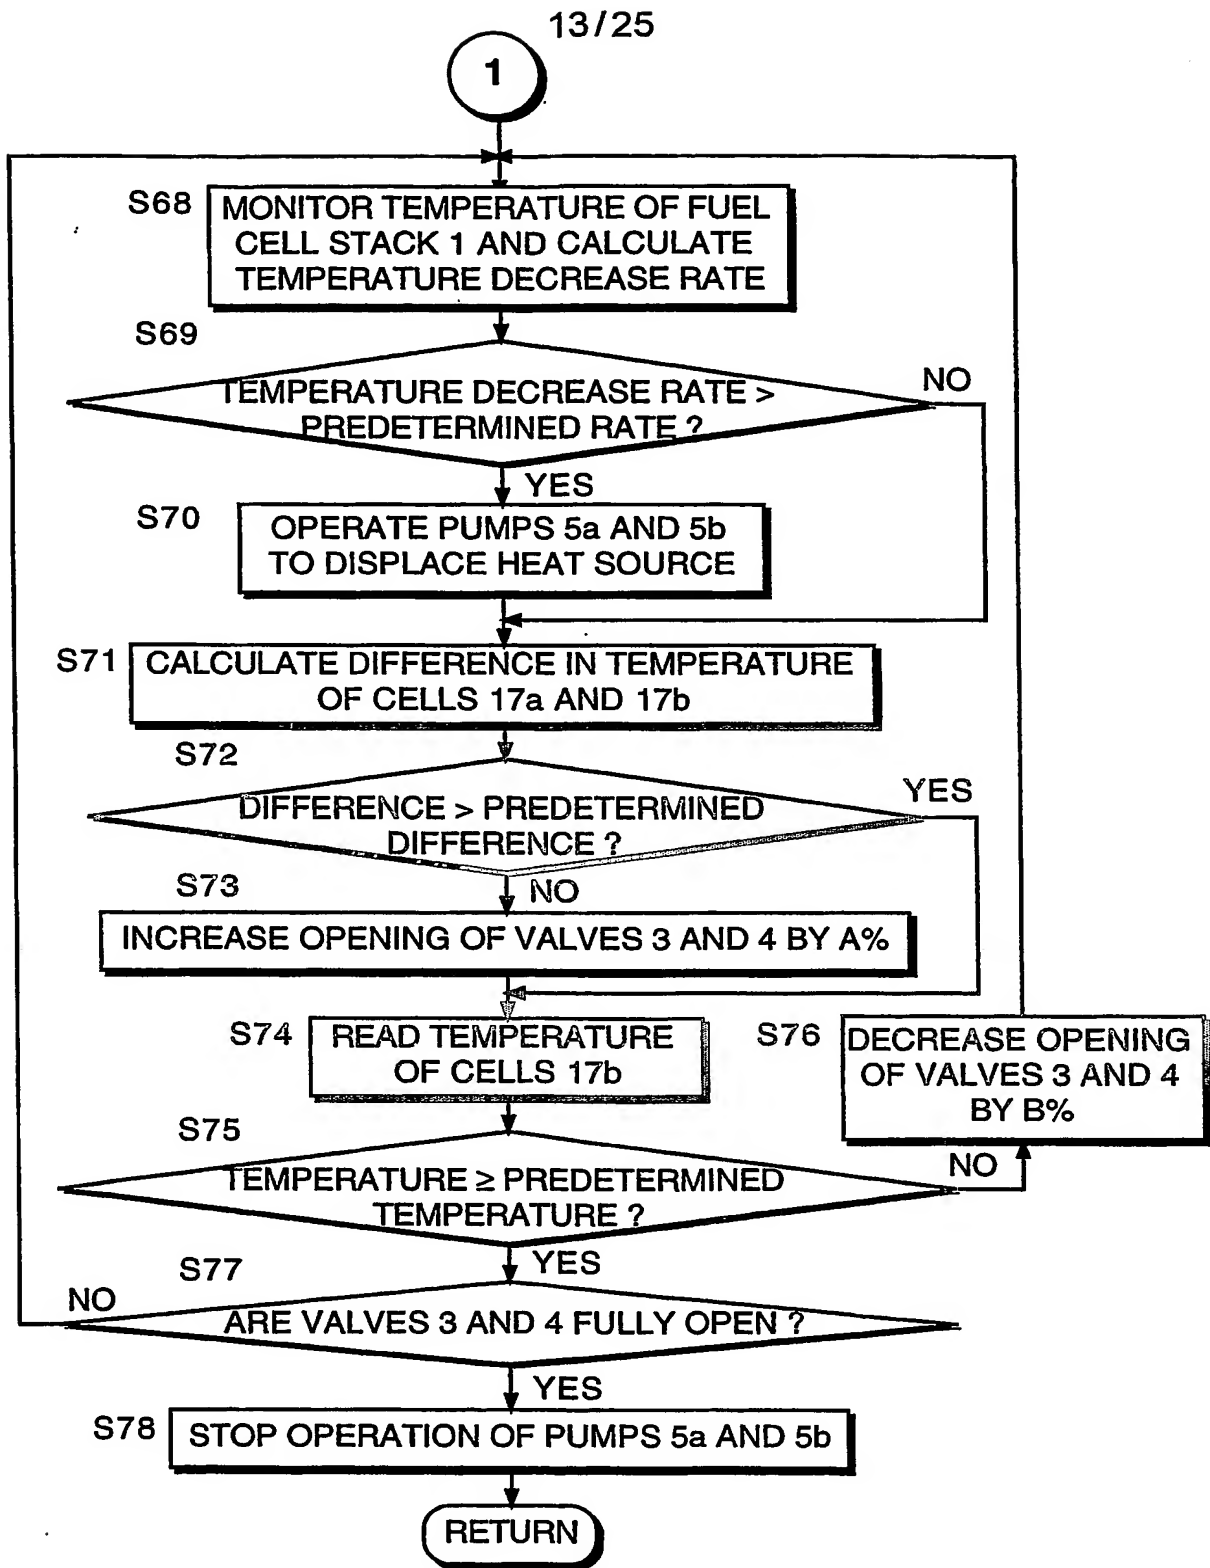 13/25
1
S68
MONITOR TEMPERATURE OF FUEL
CELL STACK 1 AND CALCULATE
TEMPERATURE DECREASE RATE
S69
TEMPERATURE DECREASE RATE >
PREDETERMINED RATE ?
NO
YES
S70
OPERATE PUMPS 5a AND 5b
TO DISPLACE HEAT SOURCE
S71
CALCULATE DIFFERENCE IN TEMPERATURE
OF CELLS 17a AND 17b
S72
DIFFERENCE > PREDETERMINED
DIFFERENCE ?
YES
NO
S73
INCREASE OPENING OF VALVES 3 AND 4 BY A%
S74
READ TEMPERATURE
OF CELLS 17b
S76
DECREASE OPENING
OF VALVES 3 AND 4
BY B%
S75
TEMPERATURE ≥ PREDETERMINED
TEMPERATURE ?
NO
YES
S77
NO
ARE VALVES 3 AND 4 FULLY OPEN ?
YES
S78
STOP OPERATION OF PUMPS 5a AND 5b
RETURN